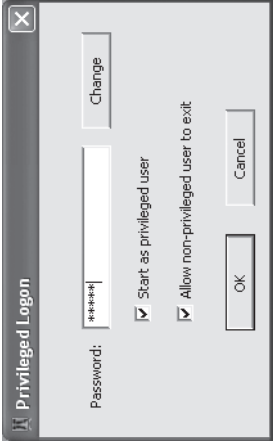 Privileged Logon
Password: *****| Change
Start as privileged user
Allow non-privileged user to exit
OK Cancel